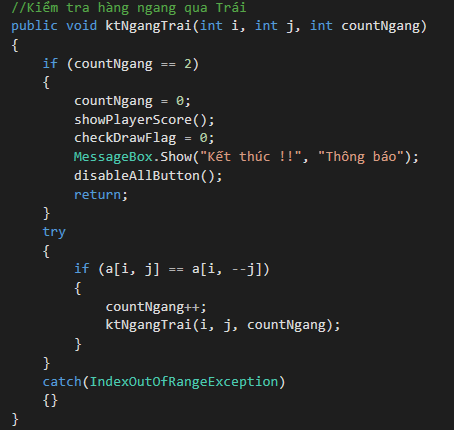 //Kiểm tra hàng ngang qua Trái
public void ktNgangTrai(int i, int j, int countNgang)
{
    if (countNgang == 2)
    {
        countNgang = 0;
        showPlayerScore();
        checkDrawFlag = 0;
        MessageBox.Show("Kết thúc !!", "Thông báo");
        disableAllButton();
        return;
    }
    try
    {
        if (a[i, j] == a[i, --j])
        {
            countNgang++;
            ktNgangTrai(i, j, countNgang);
        }
    }
    catch(IndexOutOfRangeException)
    {}
}